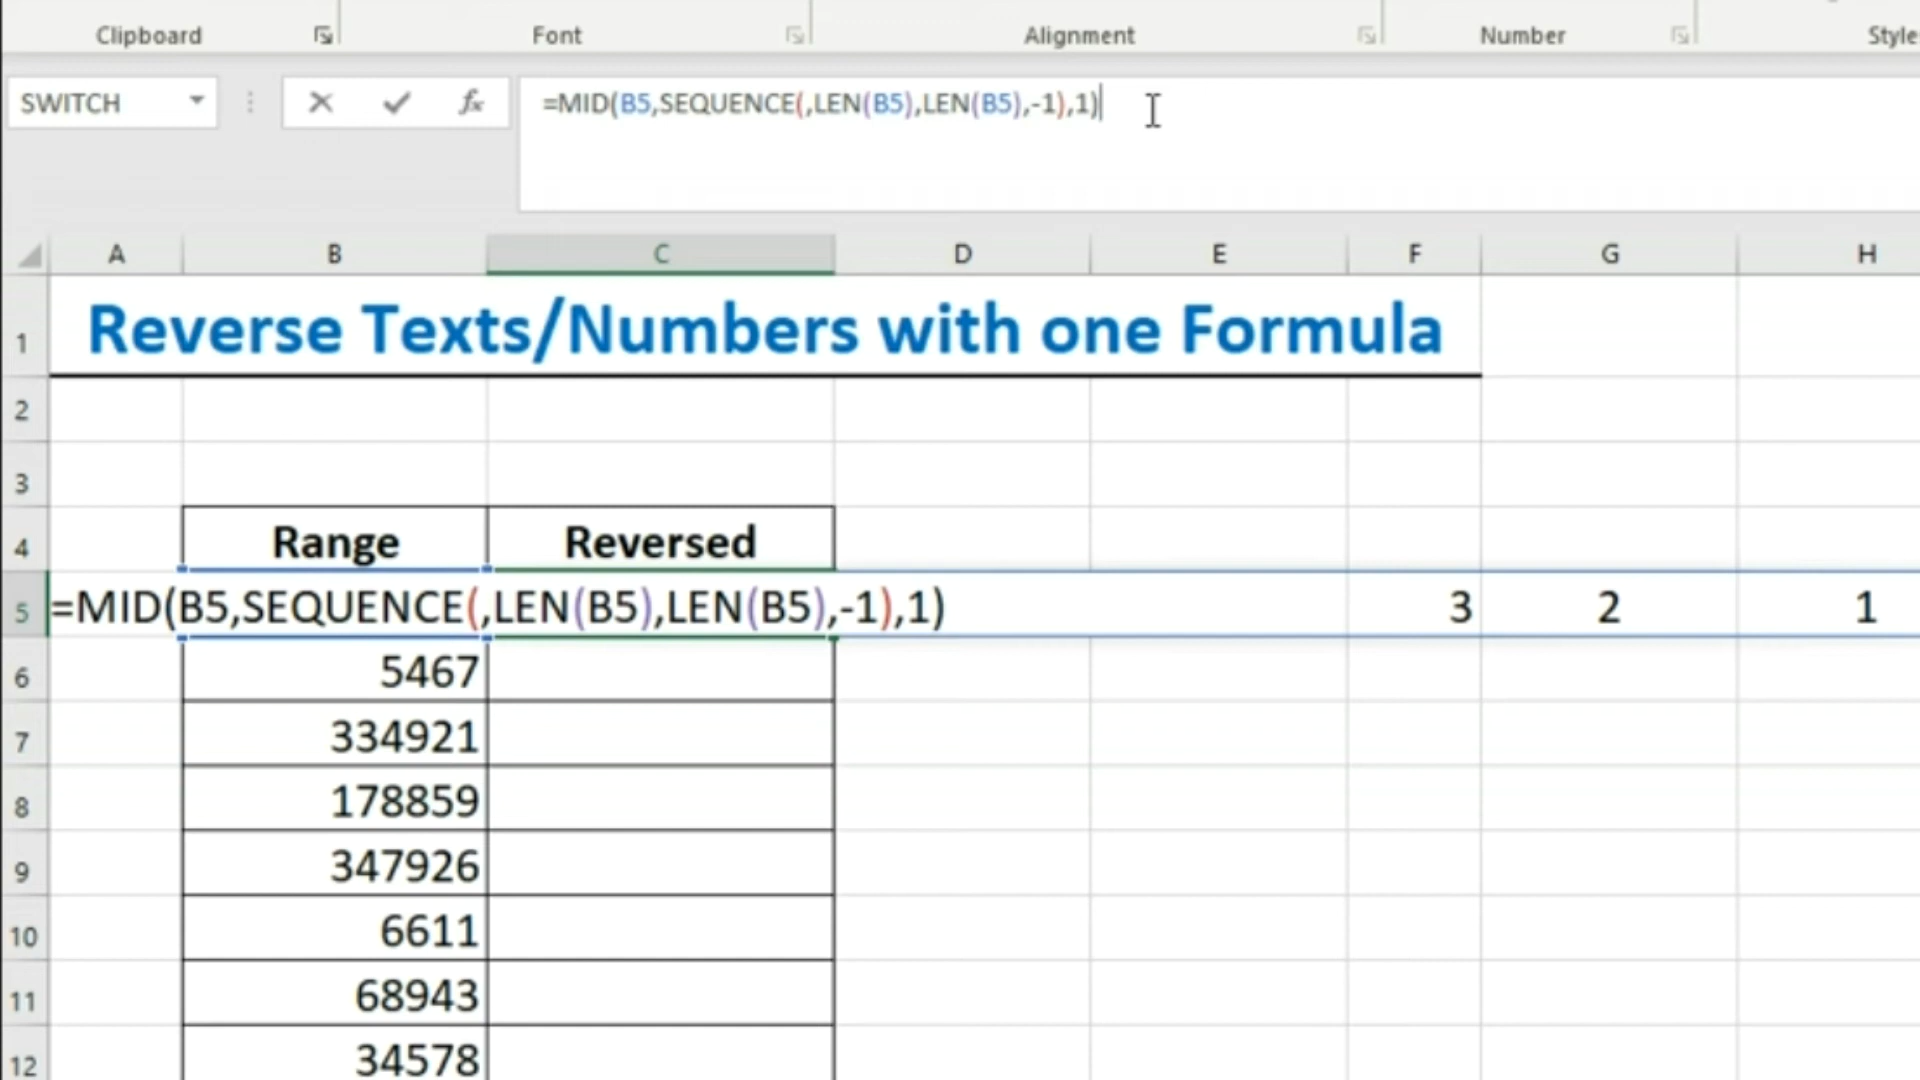 Clipboard Font Alignment Number Style
SWITCH fx =MID(B5,SEQUENCE(,LEN(B5),LEN(B5),-1),1)
A B C D E F G H
1 Reverse Texts/Numbers with one Formula
2
3
4 Range Reversed
5 =MID(B5,SEQUENCE(,LEN(B5),LEN(B5),-1),1) 3 2 1
6 5467
7 334921
8 178859
9 347926
10 6611
11 68943
12 34578